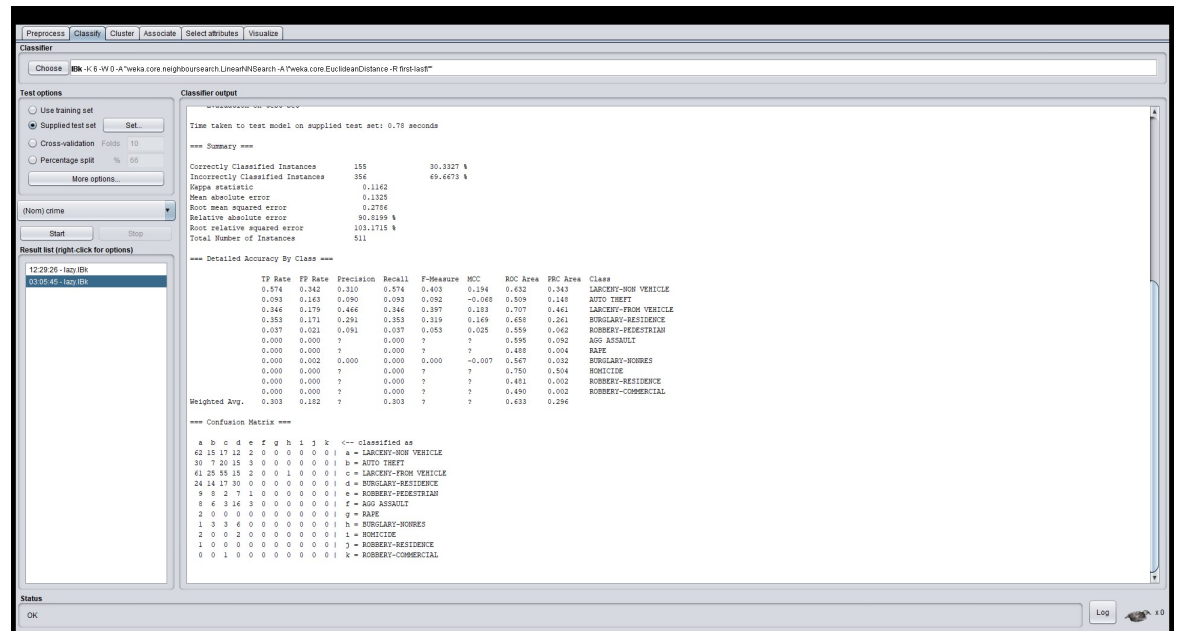 Preprocess Classify Cluster Associate Select attributes Visualize
Classifier
Choose IBk -K 6 -W 0 -A "weka.core.neighboursearch.LinearNNSearch -A \"weka.core.EuclideanDistance -R first-last\""
Test options
Use training set
Supplied test set Set...
Cross-validation Folds 10
Percentage split % 66
More options...
(Nom) crime
Start Stop
Result list (right-click for options)
12:29:26 - lazy.IBk
03:05:45 - lazy.IBk
Classifier output
Time taken to test model on supplied test set: 0.78 seconds
=== Summary ===
Correctly Classified Instances 155 30.3327 %
Incorrectly Classified Instances 356 69.6673 %
Kappa statistic 0.1162
Mean absolute error 0.1325
Root mean squared error 0.2786
Relative absolute error 90.8199 %
Root relative squared error 103.1715 %
Total Number of Instances 511
=== Detailed Accuracy By Class ===
TP Rate FP Rate Precision Recall F-Measure MCC ROC Area PRC Area Class
0.574 0.342 0.310 0.574 0.403 0.194 0.632 0.343 LARCENY-NON VEHICLE
0.093 0.163 0.090 0.093 0.092 -0.068 0.509 0.148 AUTO THEFT
0.346 0.179 0.466 0.346 0.397 0.183 0.707 0.461 LARCENY-FROM VEHICLE
0.353 0.171 0.291 0.353 0.319 0.169 0.658 0.261 BURGLARY-RESIDENCE
0.037 0.021 0.091 0.037 0.053 0.025 0.559 0.062 ROBBERY-PEDESTRIAN
0.000 0.000 ? 0.000 ? ? 0.595 0.092 AGG ASSAULT
0.000 0.000 ? 0.000 ? ? 0.488 0.004 RAPE
0.000 0.002 0.000 0.000 0.000 -0.007 0.567 0.032 BURGLARY-NONRES
0.000 0.000 ? 0.000 ? ? 0.750 0.504 HOMICIDE
0.000 0.000 ? 0.000 ? ? 0.481 0.002 ROBBERY-RESIDENCE
0.000 0.000 ? 0.000 ? ? 0.490 0.002 ROBBERY-COMMERCIAL
Weighted Avg. 0.303 0.182 ? 0.303 ? ? 0.633 0.296
=== Confusion Matrix ===
a b c d e f g h i j k <-- classified as
62 15 17 12 2 0 0 0 0 0 0 | a = LARCENY-NON VEHICLE
30 7 20 15 3 0 0 0 0 0 0 | b = AUTO THEFT
61 25 55 15 2 0 0 1 0 0 0 | c = LARCENY-FROM VEHICLE
24 14 17 30 0 0 0 0 0 0 0 | d = BURGLARY-RESIDENCE
9 8 2 7 1 0 0 0 0 0 0 | e = ROBBERY-PEDESTRIAN
8 6 3 16 3 0 0 0 0 0 0 | f = AGG ASSAULT
2 0 0 0 0 0 0 0 0 0 0 | g = RAPE
1 3 3 6 0 0 0 0 0 0 0 | h = BURGLARY-NONRES
2 0 0 2 0 0 0 0 0 0 0 | i = HOMICIDE
1 0 0 0 0 0 0 0 0 0 0 | j = ROBBERY-RESIDENCE
0 0 1 0 0 0 0 0 0 0 0 | k = ROBBERY-COMMERCIAL
Status
OK
Log x 0